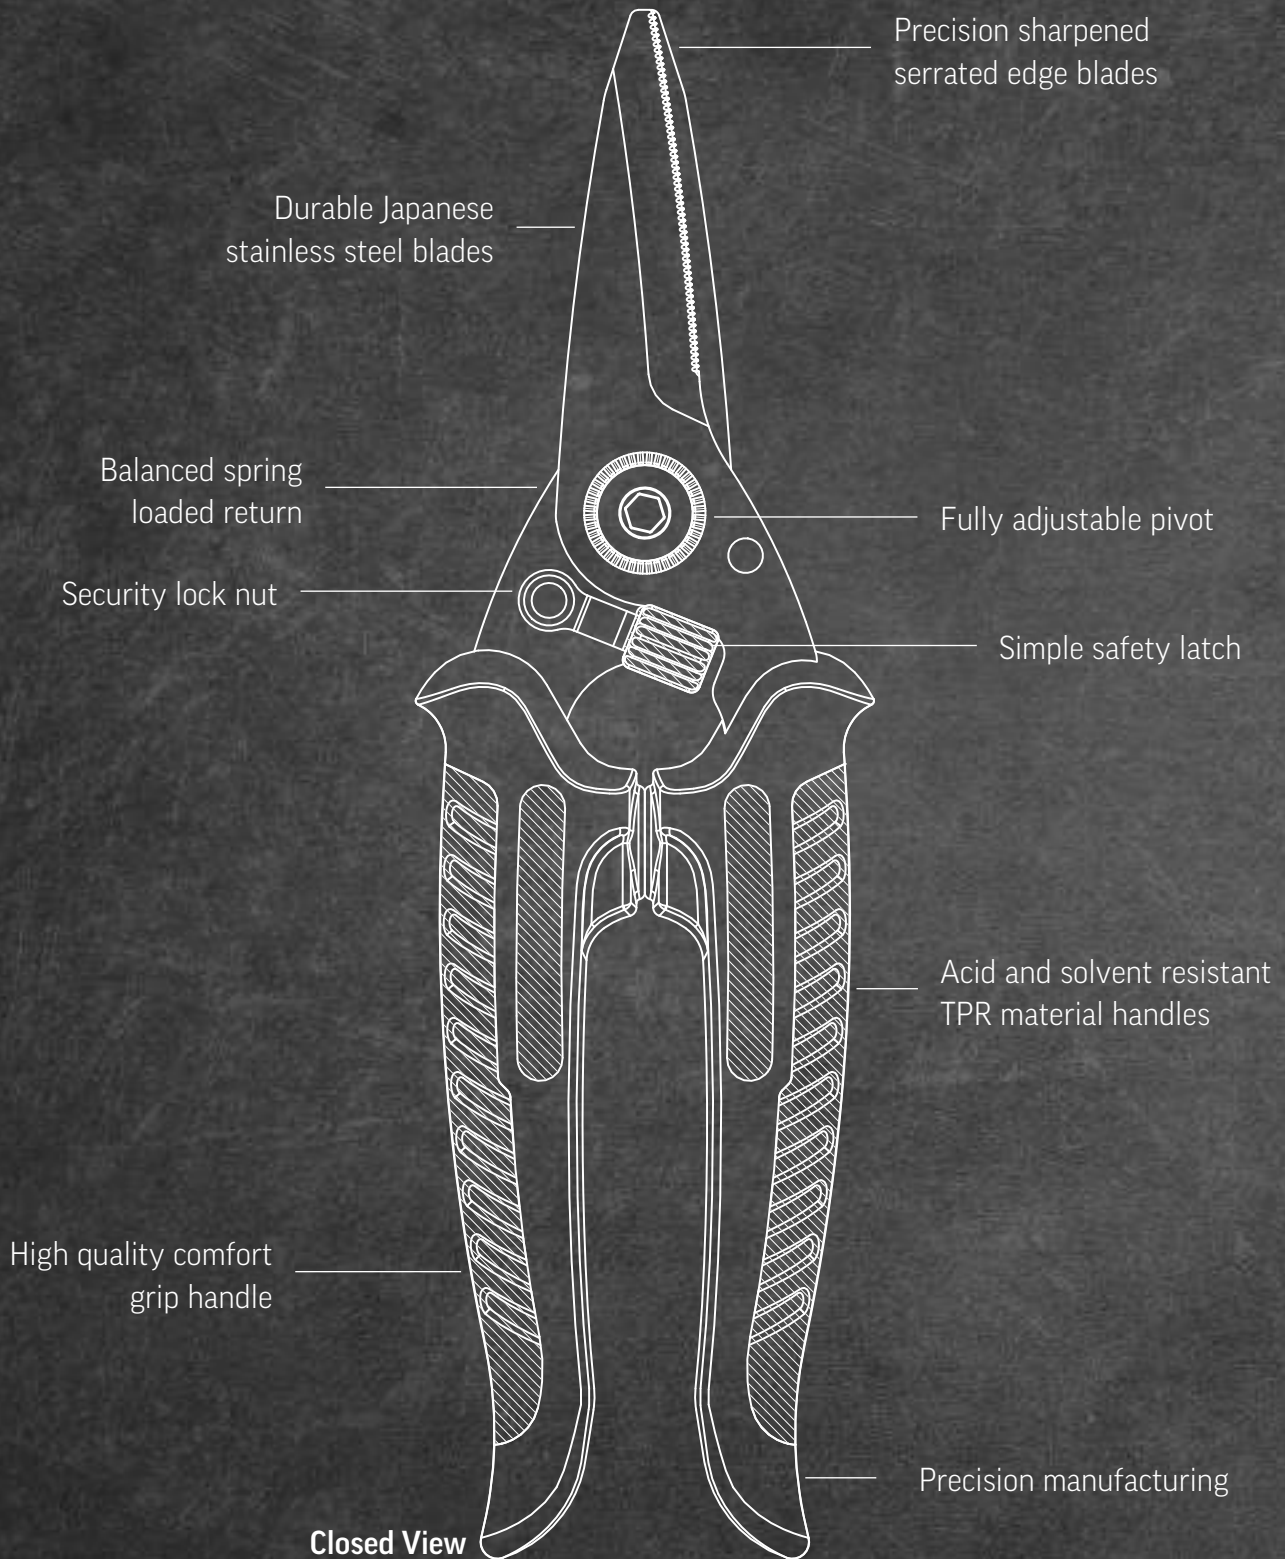 Precision sharpened
serrated edge blades
Durable Japanese
stainless steel blades
Balanced spring
loaded return
Fully adjustable pivot
Security lock nut
Simple safety latch
Acid and solvent resistant
TPR material handles
High quality comfort
grip handle
Precision manufacturing
Closed View